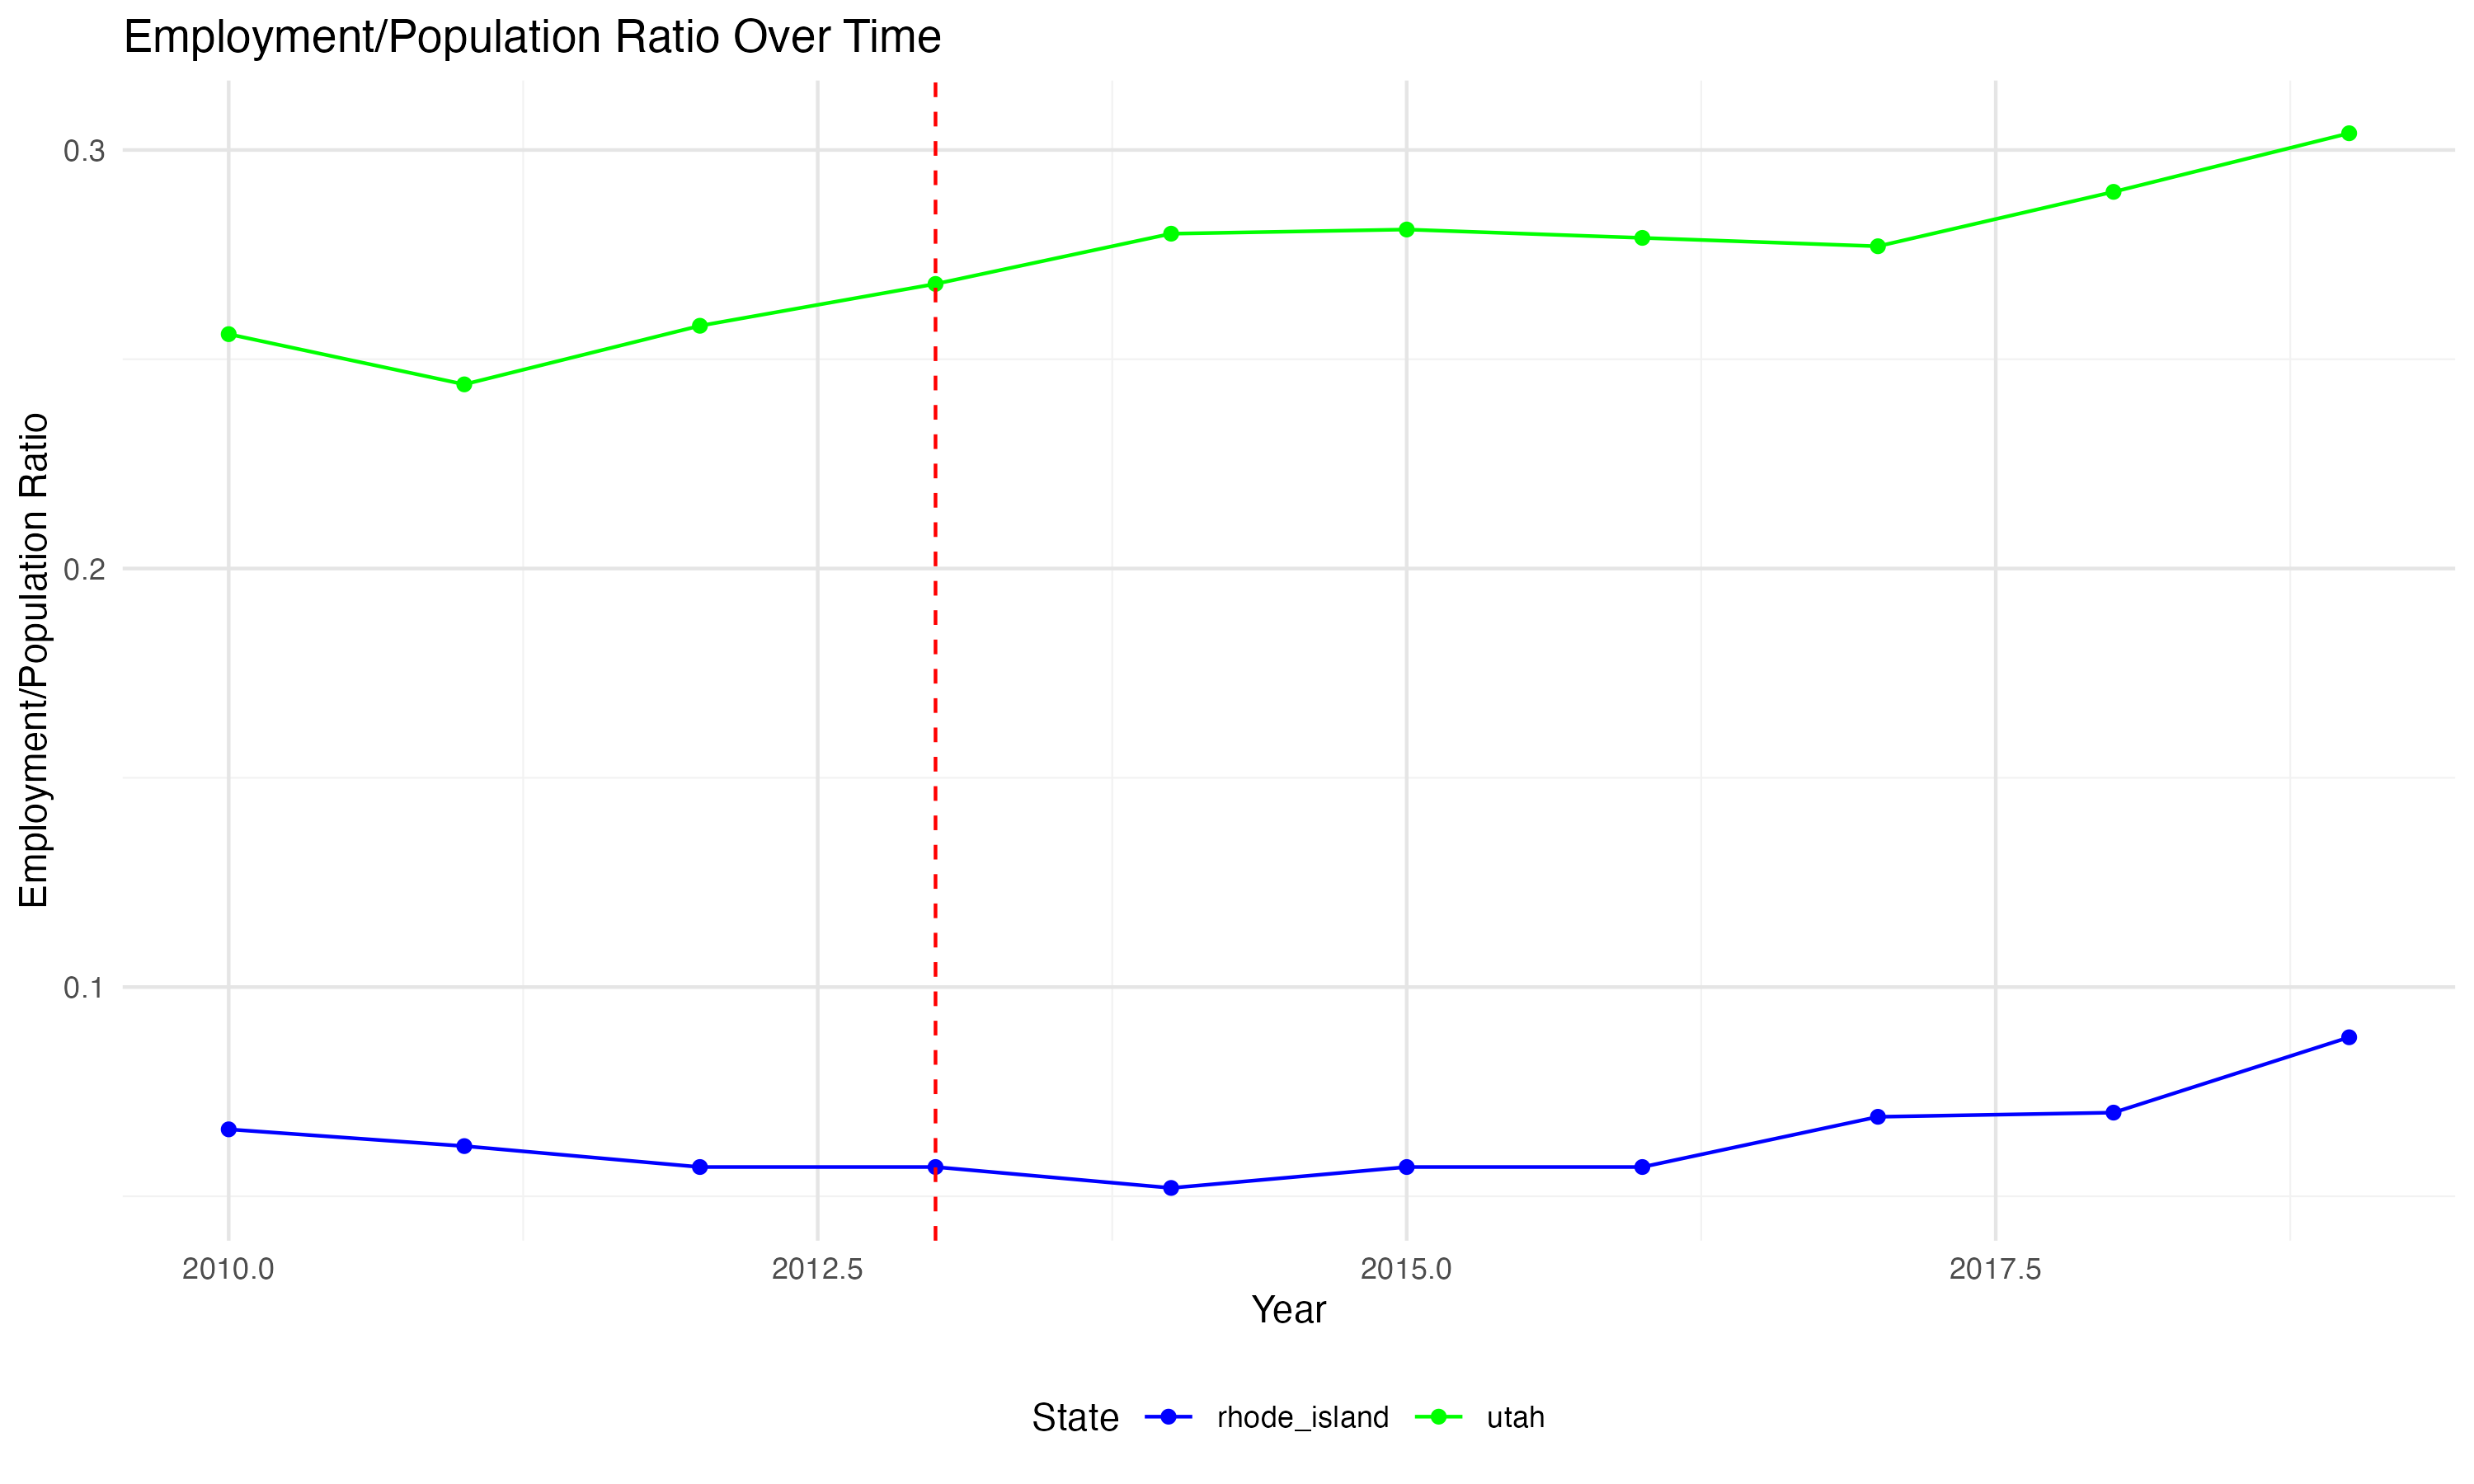 Employment/Population Ratio Over Time
Employment/Population Ratio
0.3
0.2
0.1
2010.0 2012.5 2015.0 2017.5
Year
State rhode_island utah